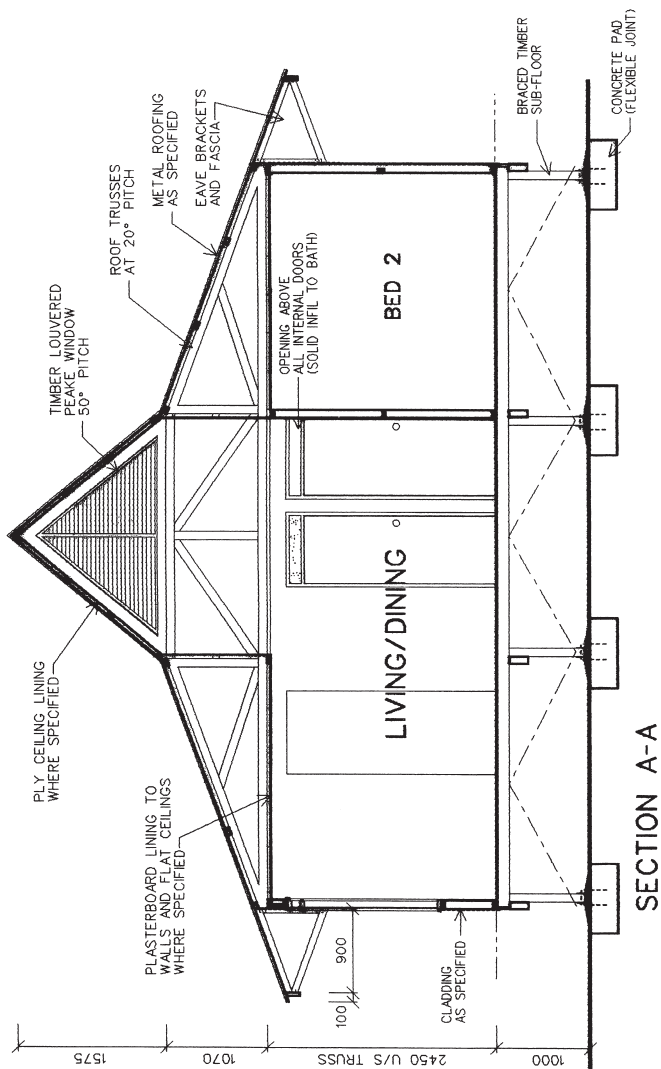 PLY CEILING LINING
WHERE SPECIFIED
TIMBER LOUVERED
PEAKE WINDOW
50° PITCH
ROOF TRUSSES
AT 20° PITCH
METAL ROOFING
AS SPECIFIED
EAVE BRACKETS
AND FASCIA
PLASTERBOARD LINING TO
WALLS AND FLAT CEILINGS
WHERE SPECIFIED
OPENING ABOVE
ALL INTERNAL DOORS
(SOLID INFIL TO BATH)
1575
1070
2450 U/S TRUSS
1000
100
900
LIVING/DINING
BED 2
CLADDING
AS SPECIFIED
BRACED TIMBER
SUB-FLOOR
CONCRETE PAD
(FLEXIBLE JOINT)
SECTION A-A